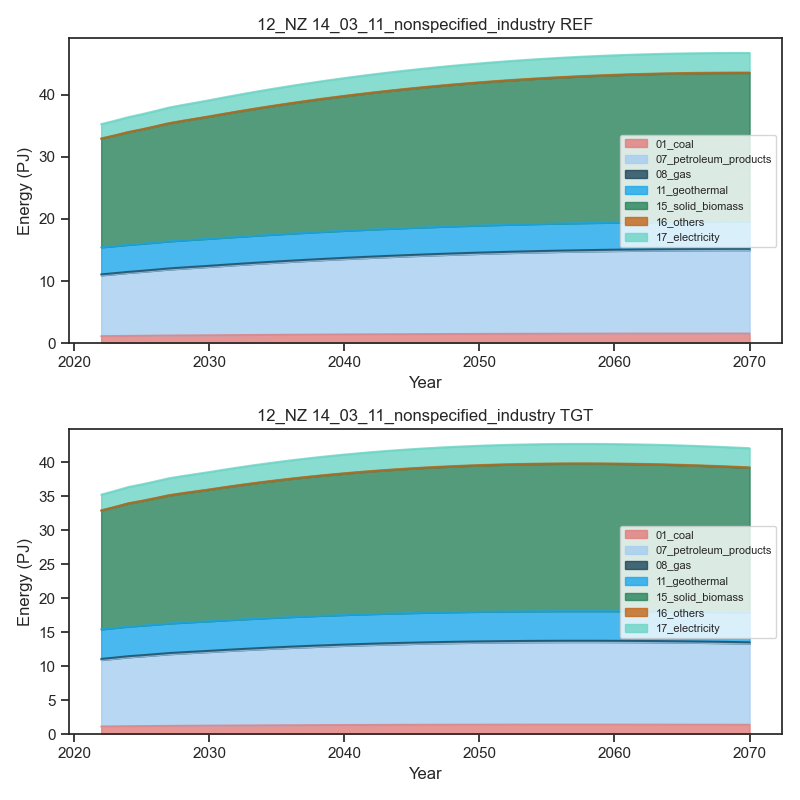 12_NZ 14_03_11_nonspecified_industry REF
Energy (PJ)
40
30
20
10
0
01_coal
07_petroleum_products
08_gas
11_geothermal
15_solid_biomass
16_others
17_electricity
2020 2030 2040 2050 2060 2070
Year
12_NZ 14_03_11_nonspecified_industry TGT
Energy (PJ)
40
35
30
25
20
15
10
5
0
01_coal
07_petroleum_products
08_gas
11_geothermal
15_solid_biomass
16_others
17_electricity
2020 2030 2040 2050 2060 2070
Year